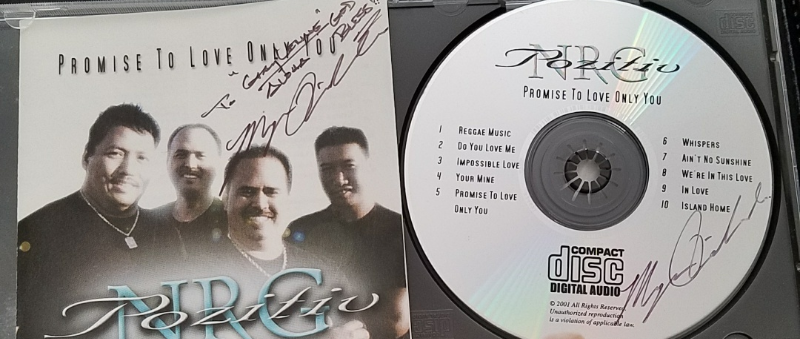 PROMISE TO LOVE ONLY YOU
To
GOD
BLESS!!
NRG
Pozitiv
NRG
Pozitiv
PROMISE TO LOVE ONLY YOU
1 REGGAE MUSIC
2 DO YOU LOVE ME
3 IMPOSSIBLE LOVE
4 YOUR MINE
5 PROMISE TO LOVE
ONLY YOU
6 WHISPERS
7 AIN'T NO SUNSHINE
8 WE'RE IN THIS LOVE
9 IN LOVE
10 ISLAND HOME
COMPACT
disc
DIGITAL AUDIO
© 2001 All Rights Reserved.
Unauthorized reproduction
is a violation of applicable law.